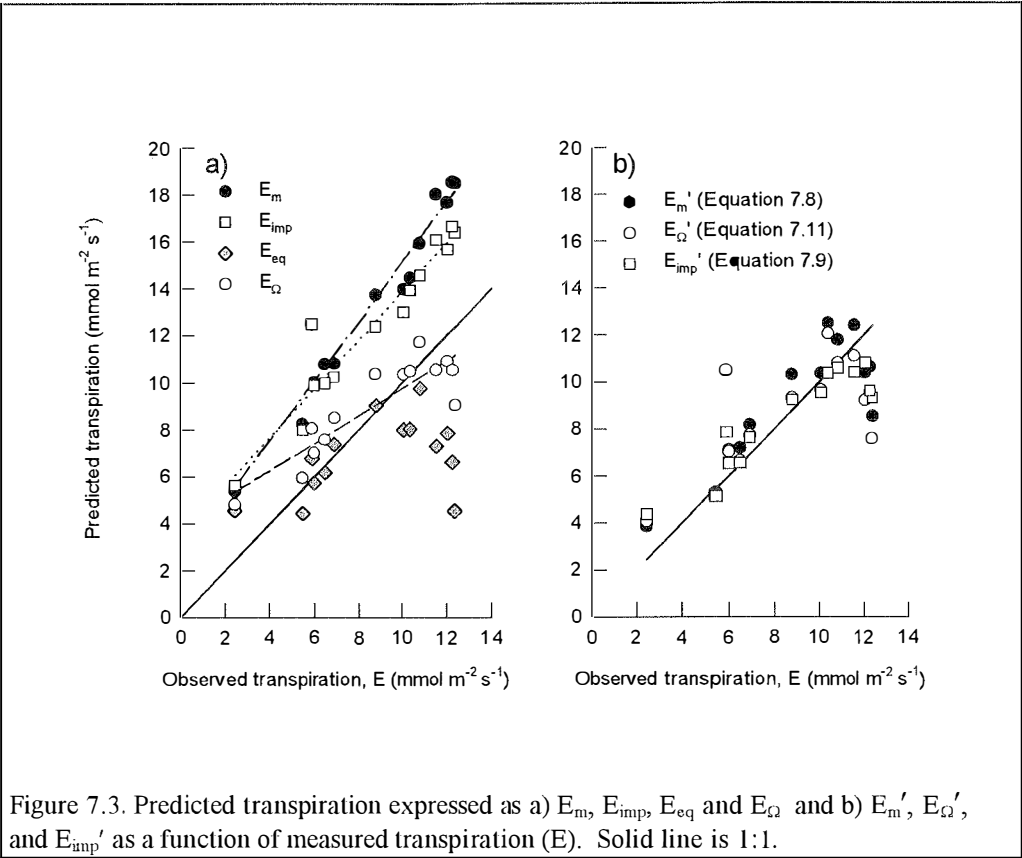 a)
E_m
E_imp
E_eq
E_Ω
20
18
16
14
12
10
8
6
4
2
0
0 2 4 6 8 10 12 14
Predicted transpiration (mmol m⁻² s⁻¹)
Observed transpiration, E (mmol m⁻² s⁻¹)
b)
E_m' (Equation 7.8)
E_Ω' (Equation 7.11)
E_imp' (Equation 7.9)
20
18
16
14
12
10
8
6
4
2
0
0 2 4 6 8 10 12 14
Observed transpiration, E (mmol m⁻² s⁻¹)
Figure 7.3. Predicted transpiration expressed as a) E_m, E_imp, E_eq and E_Ω and b) E_m′, E_Ω′,
and E_imp′ as a function of measured transpiration (E). Solid line is 1:1.